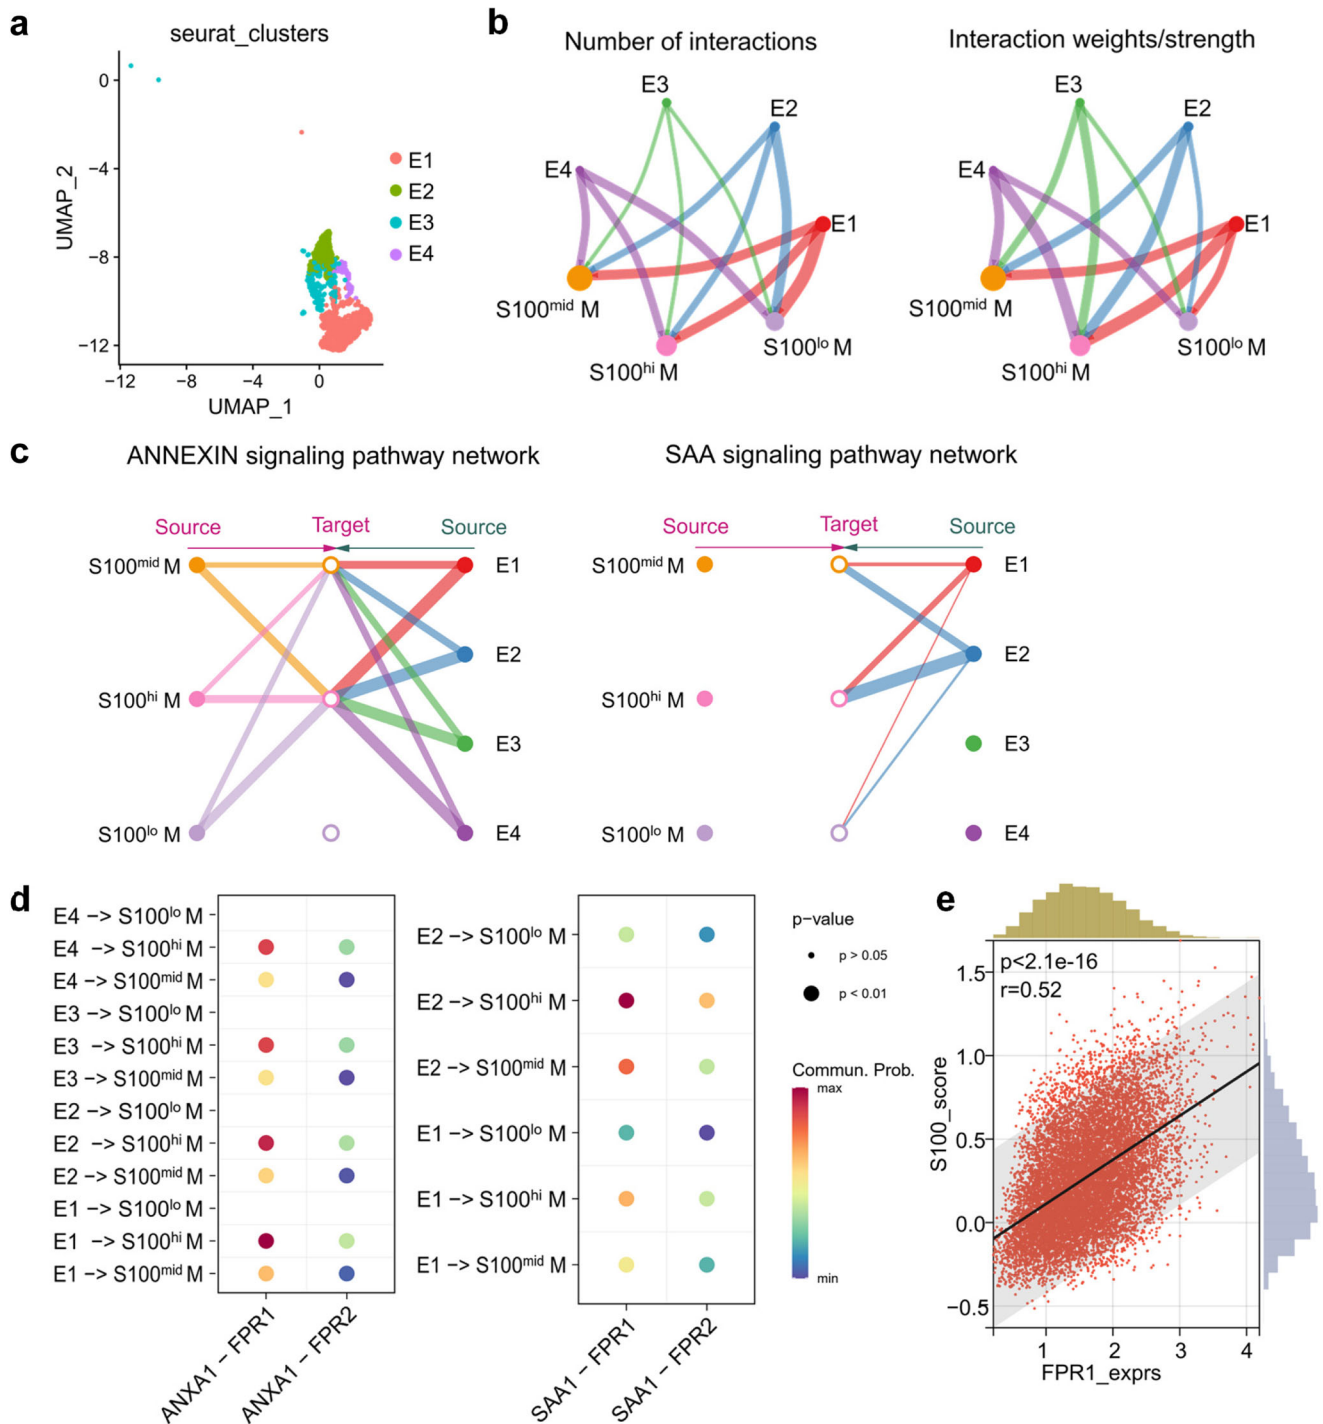 a
seurat_clusters
0
−4
−8
−12
UMAP_2
−12 −8 −4 0
UMAP_1
E1
E2
E3
E4
b
Number of interactions
E3
E2
E4
E1
S100mid M
S100lo M
S100hi M
Interaction weights/strength
E3
E2
E4
E1
S100mid M
S100lo M
S100hi M
c
ANNEXIN signaling pathway network
Source Target Source
S100mid M E1
E2
S100hi M
E3
S100lo M E4
SAA signaling pathway network
Source Target Source
S100mid M E1
E2
S100hi M
E3
S100lo M E4
d
E4 −> S100lo M
E4 −> S100hi M
E4 −> S100mid M
E3 −> S100lo M
E3 −> S100hi M
E3 −> S100mid M
E2 −> S100lo M
E2 −> S100hi M
E2 −> S100mid M
E1 −> S100lo M
E1 −> S100hi M
E1 −> S100mid M
ANXA1 − FPR1
ANXA1 − FPR2
E2 −> S100lo M
E2 −> S100hi M
E2 −> S100mid M
E1 −> S100lo M
E1 −> S100hi M
E1 −> S100mid M
SAA1 − FPR1
SAA1 − FPR2
p−value
p > 0.05
p < 0.01
Commun. Prob.
max
min
e
p<2.1e-16
r=0.52
1.5
1.0
0.5
0.0
−0.5
S100_score
1 2 3 4
FPR1_exprs